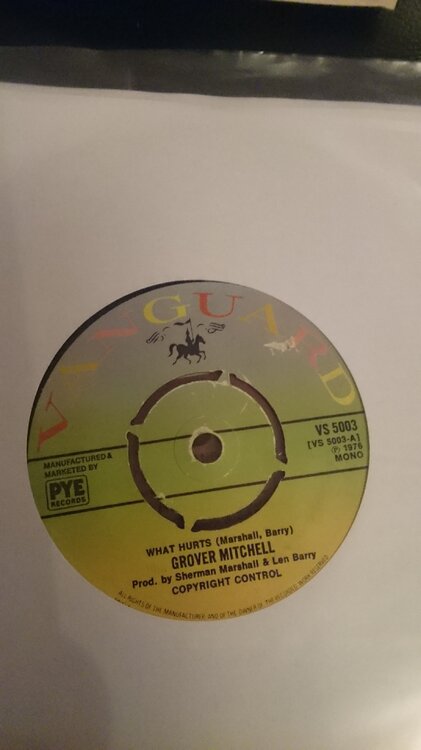 VANGUARD
VS 5003
[VS 5003-A]
℗ 1976
MONO
MANUFACTURED &
MARKETED BY
PYE
RECORDS
WHAT HURTS (Marshall, Barry)
GROVER MITCHELL
Prod. by Sherman Marshall & Len Barry
COPYRIGHT CONTROL
ALL RIGHTS OF THE MANUFACTURER AND OF THE OWNER OF THE RECORDED WORK RESERVED